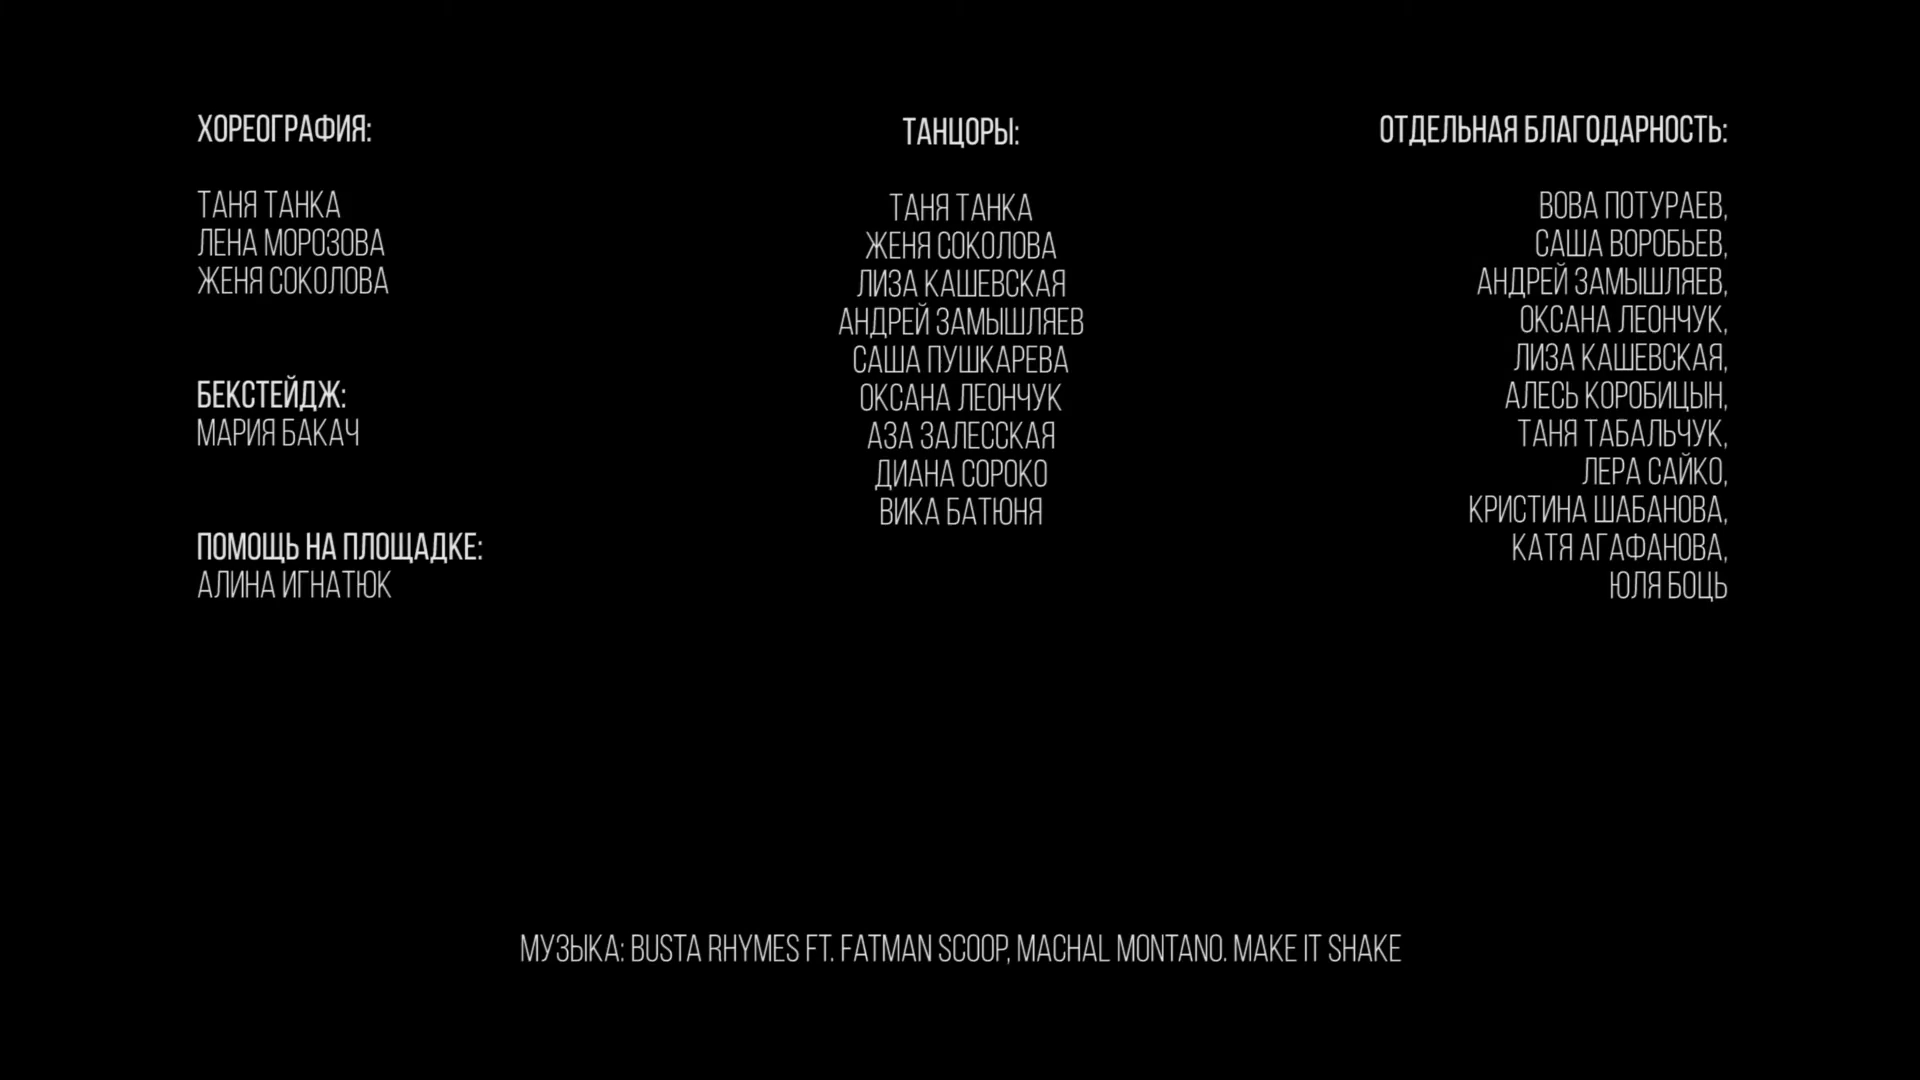 ХОРЕОГРАФИЯ:
ТАНЯ ТАНКА
ЛЕНА МОРОЗОВА
ЖЕНЯ СОКОЛОВА
БЕКСТЕЙДЖ:
МАРИЯ БАКАЧ
ПОМОЩЬ НА ПЛОЩАДКЕ:
АЛИНА ИГНАТЮК
ТАНЦОРЫ:
ТАНЯ ТАНКА
ЖЕНЯ СОКОЛОВА
ЛИЗА КАШЕВСКАЯ
АНДРЕЙ ЗАМЫШЛЯЕВ
САША ПУШКАРЕВА
ОКСАНА ЛЕОНЧУК
АЗА ЗАЛЕССКАЯ
ДИАНА СОРОКО
ВИКА БАТЮНЯ
ОТДЕЛЬНАЯ БЛАГОДАРНОСТЬ:
ВОВА ПОТУРАЕВ,
САША ВОРОБЬЕВ,
АНДРЕЙ ЗАМЫШЛЯЕВ,
ОКСАНА ЛЕОНЧУК,
ЛИЗА КАШЕВСКАЯ,
АЛЕСЬ КОРОБИЦЫН,
ТАНЯ ТАБАЛЬЧУК,
ЛЕРА САЙКО,
КРИСТИНА ШАБАНОВА,
КАТЯ АГАФАНОВА,
ЮЛЯ БОЦЬ
МУЗЫКА: BUSTA RHYMES FT. FATMAN SCOOP, MACHAL MONTANO. MAKE IT SHAKE